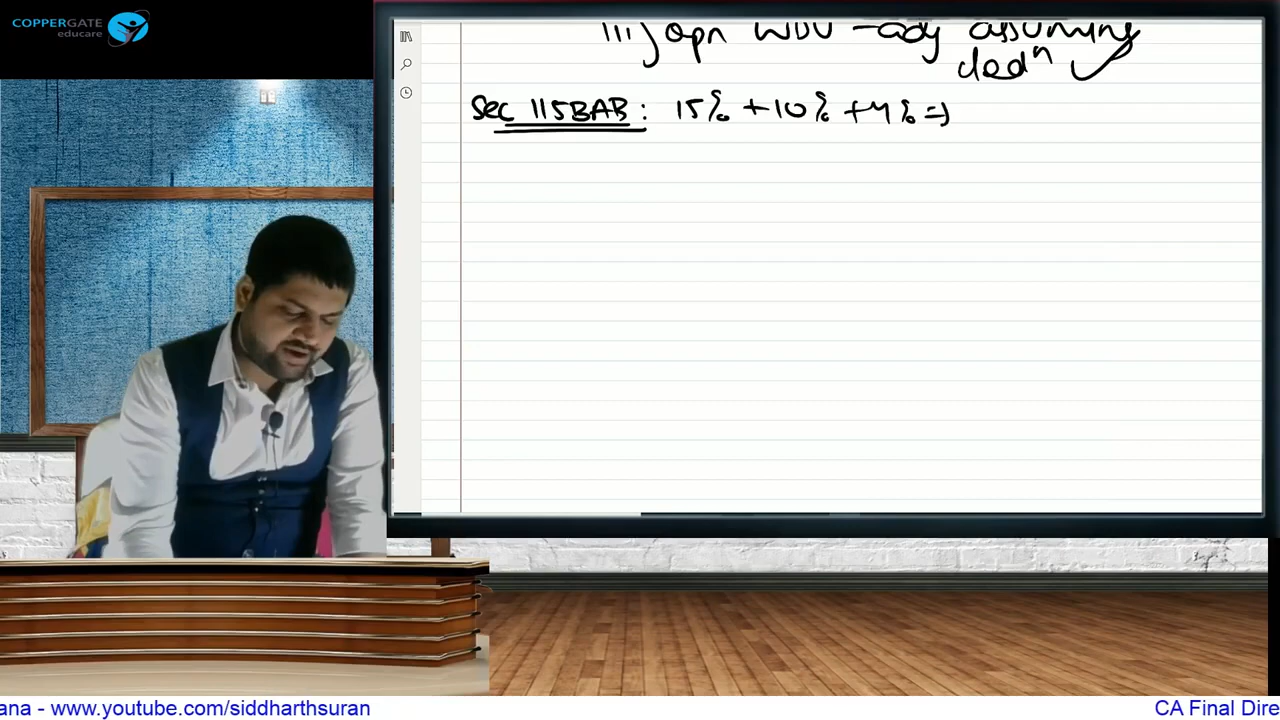 COPPERGATE
educare
iii) opn WDV - adj assuming
dedⁿ ✓
Sec 115BAB: 15% + 10% + 4% ⇒
ana - www.youtube.com/siddharthsuran
CA Final Dire